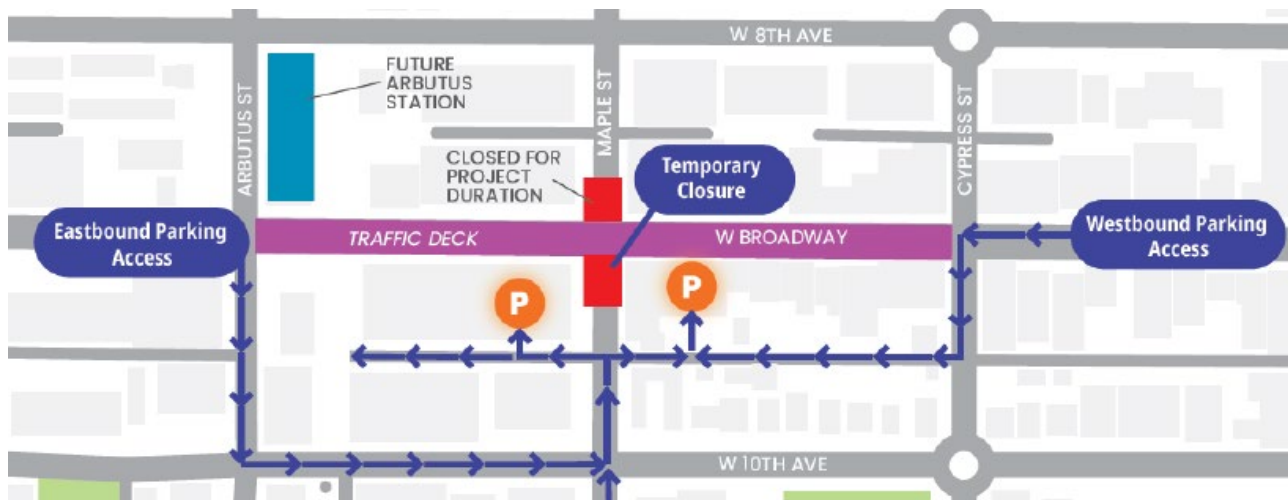 W 8TH AVE
FUTURE
ARBUTUS
STATION
ARBUTUS ST
MAPLE ST
CYPRESS ST
CLOSED FOR
PROJECT
DURATION
Temporary
Closure
Eastbound Parking
Access
TRAFFIC DECK
W BROADWAY
Westbound Parking
Access
P
P
W 10TH AVE